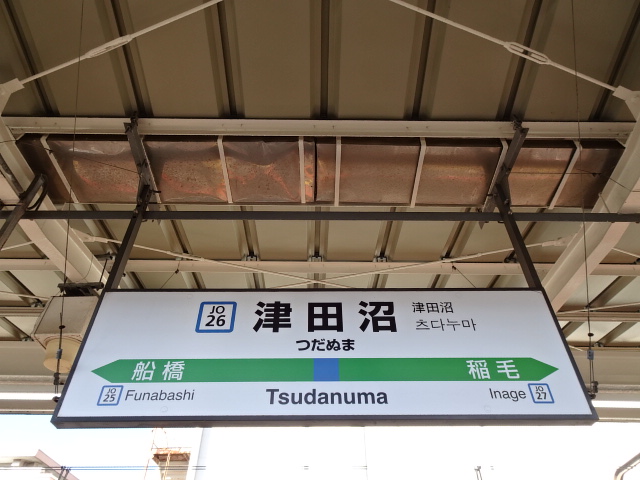 JO
26
津田沼
津田沼
츠다누마
つだぬま
船橋
稲毛
JO
25
Funabashi
Tsudanuma
Inage
JO
27